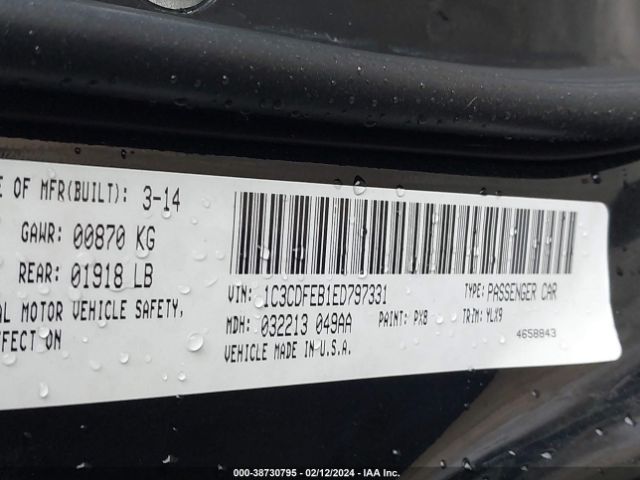 E OF MFR(BUILT): 3-14
GAWR: 00870 KG
REAR: 01918 LB
AL MOTOR VEHICLE SAFETY,
FFECT ON
VIN: 1C3CDFEB1ED797331 TYPE: PASSENGER CAR
MDH: 032213 049AA PAINT: PX8 TRIM: YLX9
VEHICLE MADE IN U.S.A. 4658843
000-38730795 - 02/12/2024 - IAA Inc.